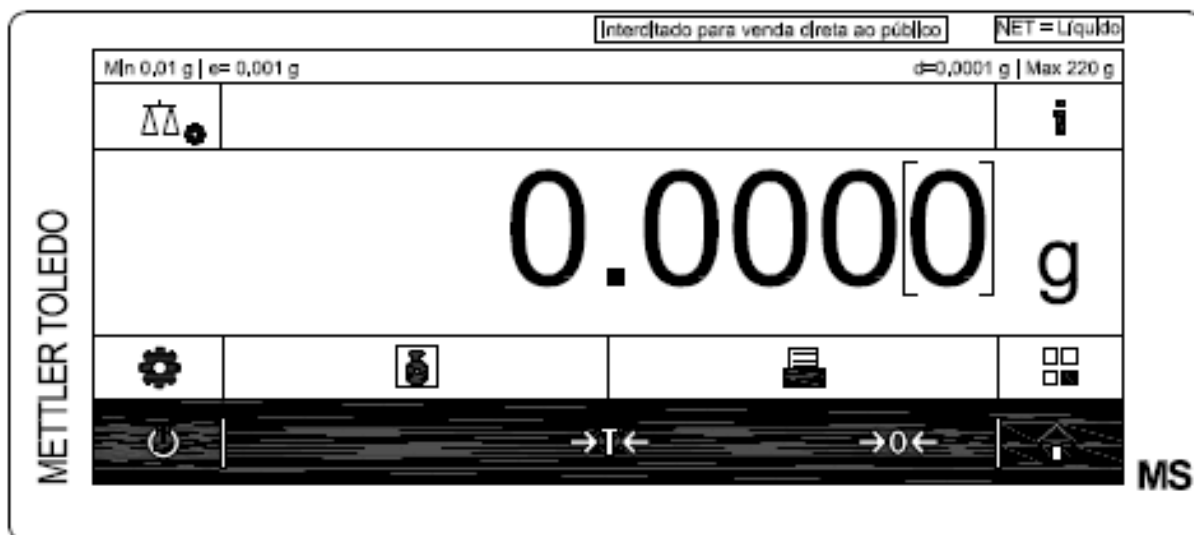 Interditado para venda direta ao público
NET = Líquido
Min 0,01 g | e= 0,001 g
d=0,0001 g | Max 220 g
i
0.0000 g
METTLER TOLEDO
→T←
→0←
MS